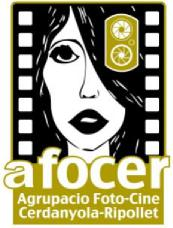 afocer
Agrupacio Foto-Cine
Cerdanyola-Ripollet